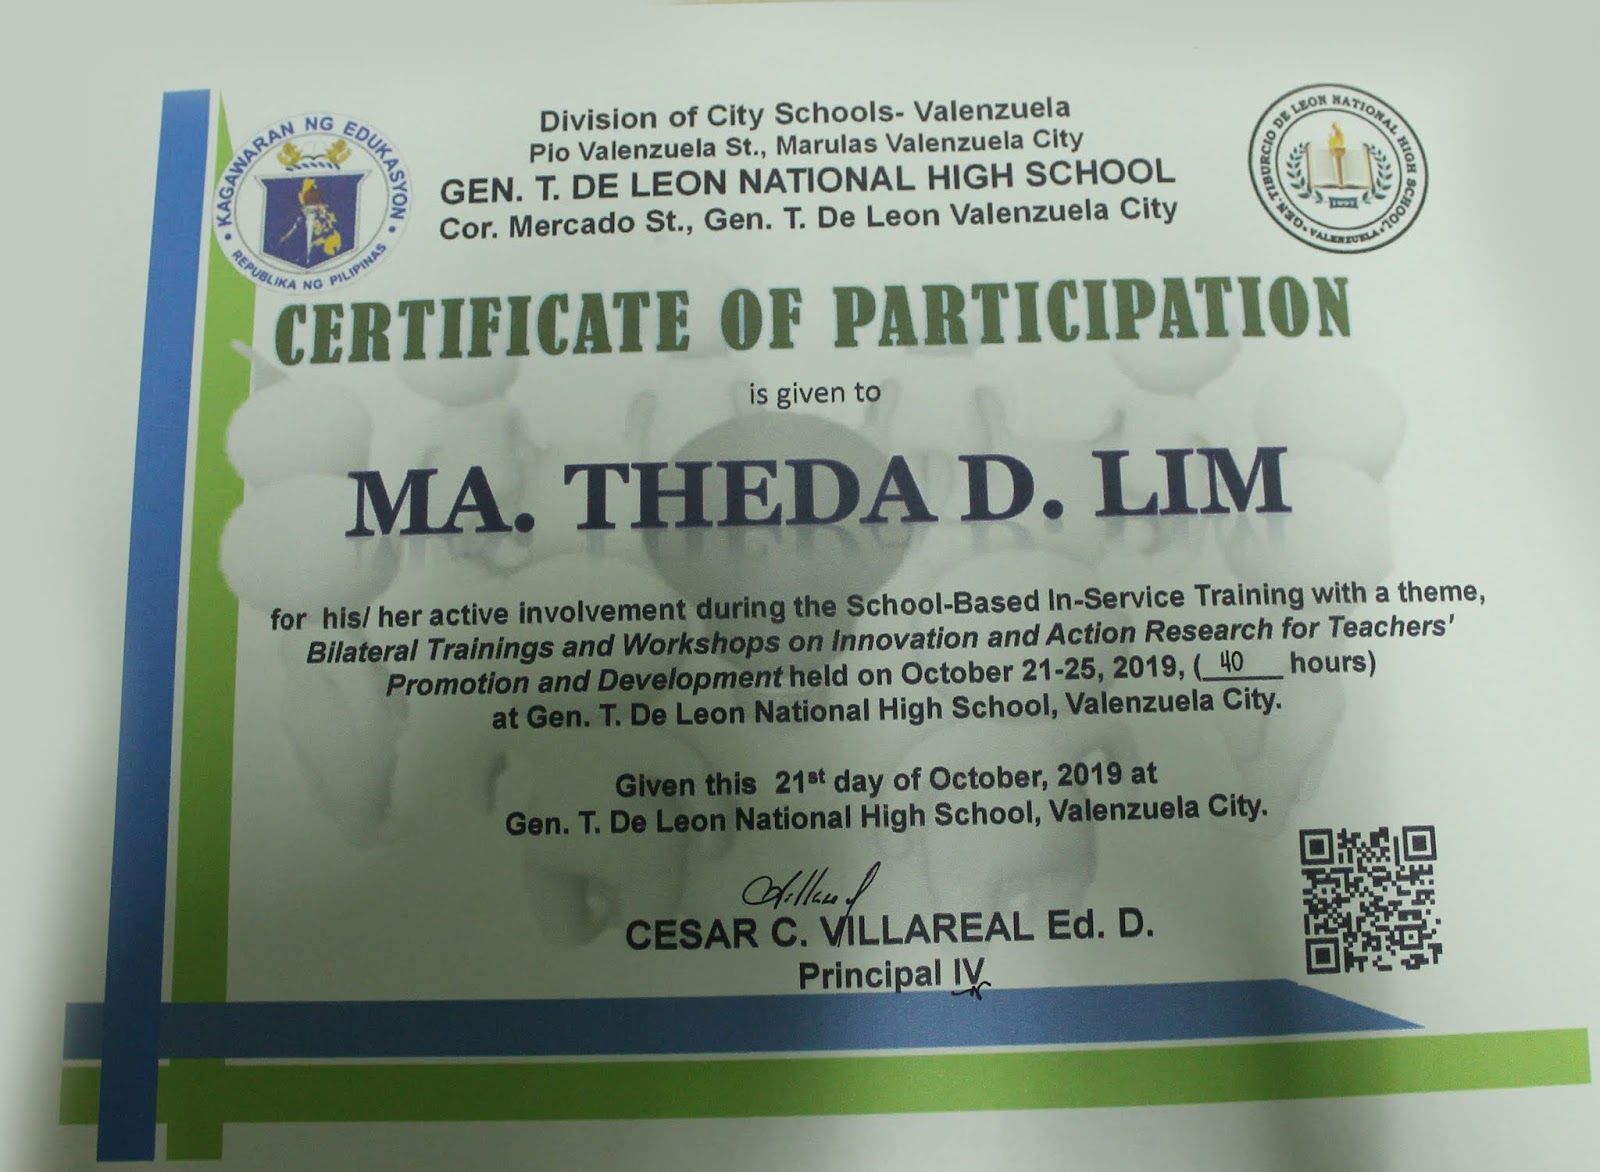 Division of City Schools- Valenzuela
Pio Valenzuela St., Marulas Valenzuela City
GEN. T. DE LEON NATIONAL HIGH SCHOOL
Cor. Mercado St., Gen. T. De Leon Valenzuela City
KAGAWARAN NG EDUKASYON
REPUBLIKA NG PILIPINAS
GEN. TIBURCIO DE LEON NATIONAL HIGH SCHOOL
VALENZUELA
CERTIFICATE OF PARTICIPATION
is given to
MA. THEDA D. LIM
for his/ her active involvement during the School-Based In-Service Training with a theme,
Bilateral Trainings and Workshops on Innovation and Action Research for Teachers'
Promotion and Development held on October 21-25, 2019, ( 40 hours)
at Gen. T. De Leon National High School, Valenzuela City.
Given this 21st day of October, 2019 at
Gen. T. De Leon National High School, Valenzuela City.
CESAR C. VILLAREAL Ed. D.
Principal IV